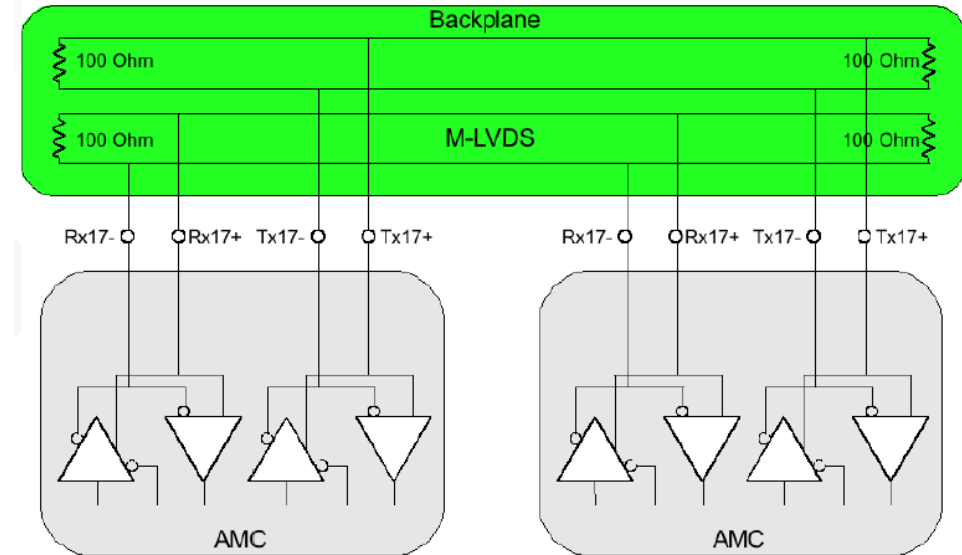 Backplane
100 Ohm 100 Ohm
100 Ohm M-LVDS 100 Ohm
Rx17- Rx17+ Tx17- Tx17+ Rx17- Rx17+ Tx17- Tx17+
AMC AMC